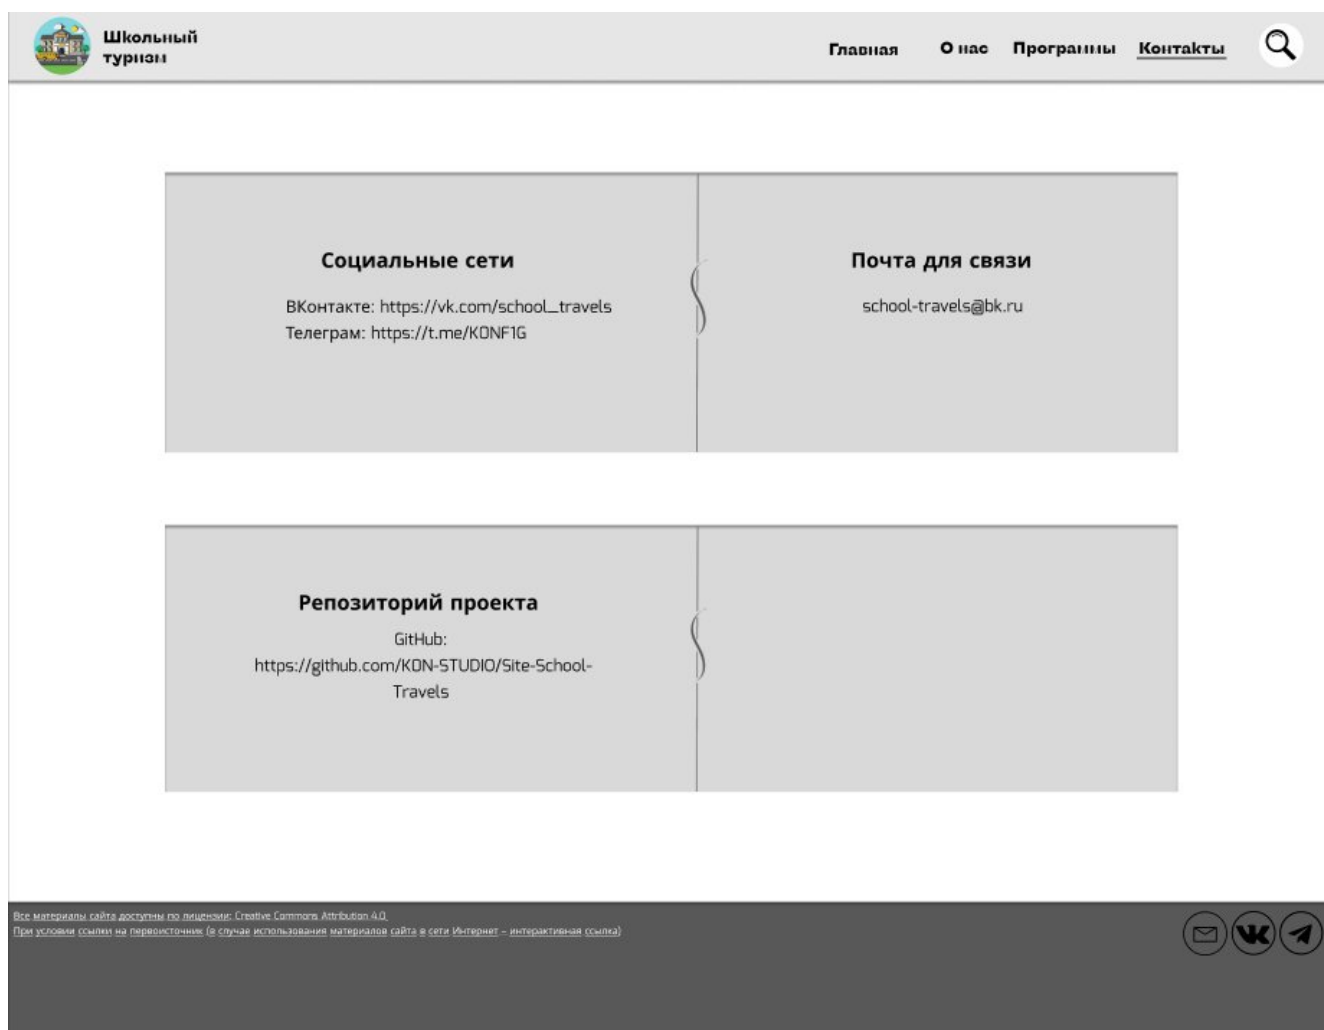 Школьный
туризм
Главная О нас Программы Контакты
Социальные сети
ВКонтакте: https://vk.com/school_travels
Телеграм: https://t.me/K0NF1G
Почта для связи
school-travels@bk.ru
Репозиторий проекта
GitHub:
https://github.com/K0N-STUDIO/Site-School-
Travels
Все материалы сайта доступны по лицензии: Creative Commons Attribution 4.0
При условии ссылки на первоисточник (в случае использования материалов сайта в сети Интернет – интерактивная ссылка)